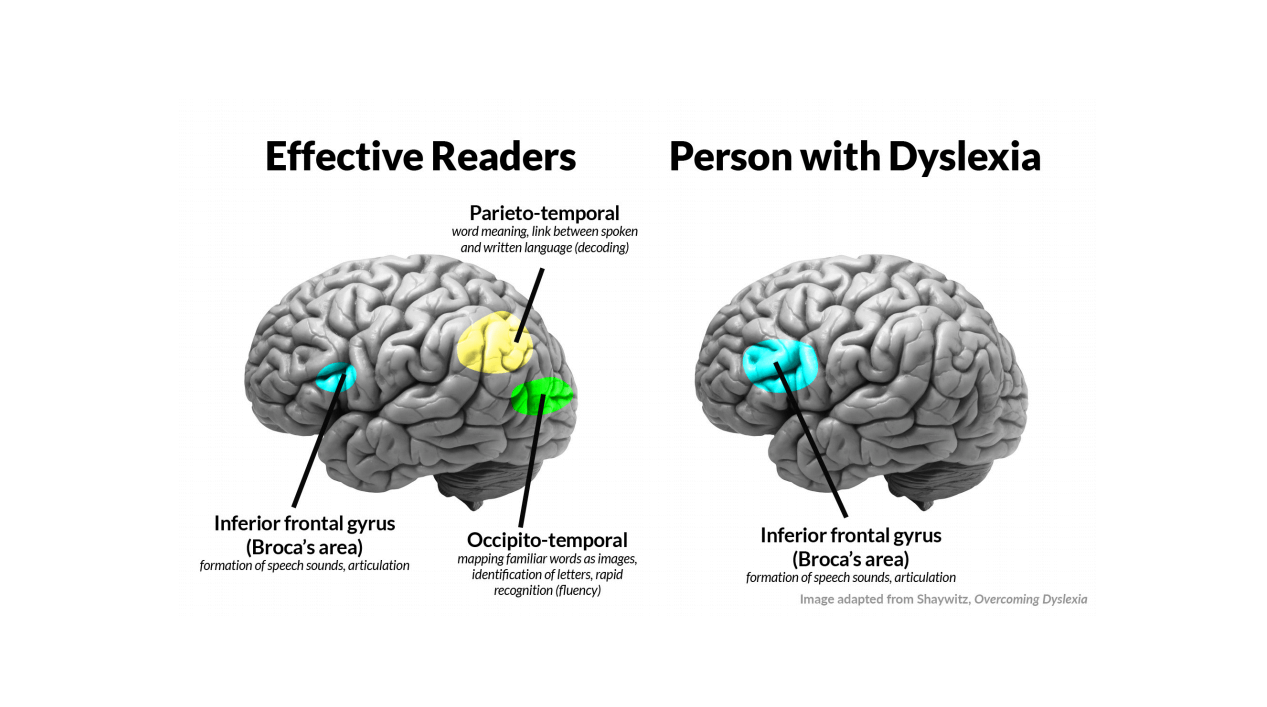 Effective Readers
Parieto-temporal
word meaning, link between spoken
and written language (decoding)
Inferior frontal gyrus
(Broca's area)
formation of speech sounds, articulation
Occipito-temporal
mapping familiar words as images,
identification of letters, rapid
recognition (fluency)
Person with Dyslexia
Inferior frontal gyrus
(Broca's area)
formation of speech sounds, articulation
Image adapted from Shaywitz, Overcoming Dyslexia